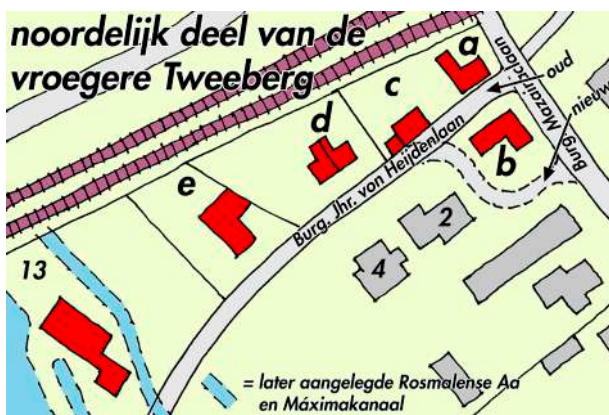 noordelijk deel van de
vroegere Tweeberg
a
oud
c
nieuw
d
b
Burg. Mazairaclaan
e
Burg. Jhr. von Heijdenlaan
2
4
13
= later aangelegde Rosmalense Aa
en Máximakanaal